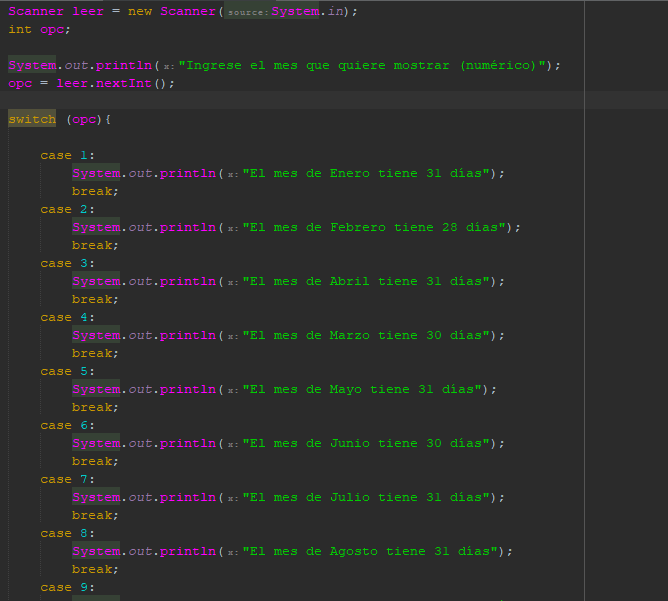 Scanner leer = new Scanner( source: System.in);
int opc;
System.out.println( x: "Ingrese el mes que quiere mostrar (numérico)");
opc = leer.nextInt();
switch (opc){
case 1:
System.out.println( x: "El mes de Enero tiene 31 días");
break;
case 2:
System.out.println( x: "El mes de Febrero tiene 28 días");
break;
case 3:
System.out.println( x: "El mes de Abril tiene 31 días");
break;
case 4:
System.out.println( x: "El mes de Marzo tiene 30 días");
break;
case 5:
System.out.println( x: "El mes de Mayo tiene 31 días");
break;
case 6:
System.out.println( x: "El mes de Junio tiene 30 días");
break;
case 7:
System.out.println( x: "El mes de Julio tiene 31 días");
break;
case 8:
System.out.println( x: "El mes de Agosto tiene 31 días");
break;
case 9: